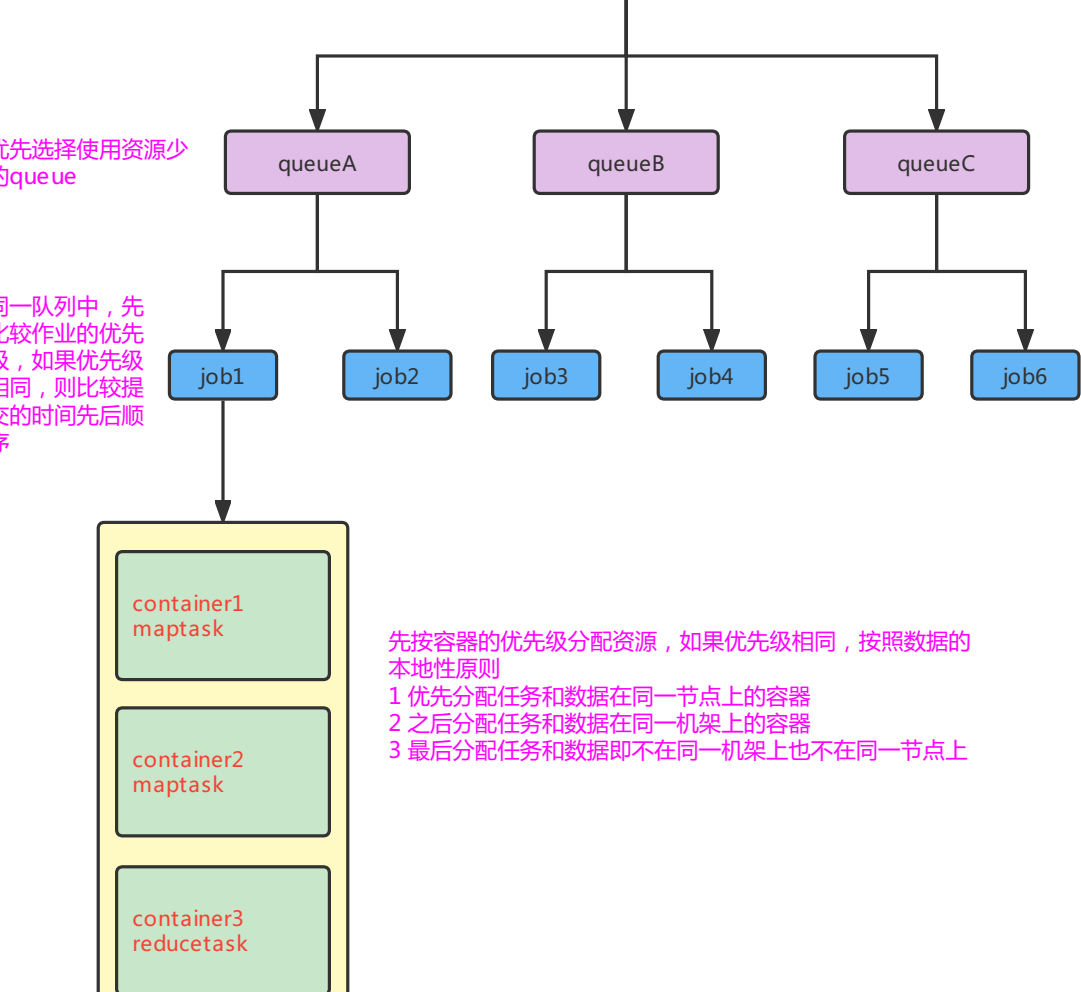 优先选择使用资源少
的queue
queueA
queueB
queueC
同一队列中，先
比较作业的优先
级，如果优先级
相同，则比较提
交的时间先后顺
序
job1
job2
job3
job4
job5
job6
container1
maptask
container2
maptask
container3
reducetask
先按容器的优先级分配资源，如果优先级相同，按照数据的
本地性原则
1 优先分配任务和数据在同一节点上的容器
2 之后分配任务和数据在同一机架上的容器
3 最后分配任务和数据即不在同一机架上也不在同一节点上